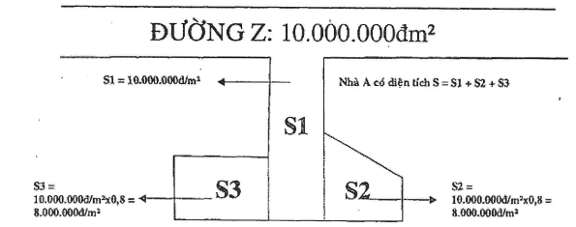 ĐƯỜNG Z: 10.000.000đm²
S1 = 10.000.000đ/m²
Nhà A có diện tích S = S1 + S2 + S3
S1
S3 =
10.000.000đ/m²x0,8 =
8.000.000đ/m²
S3
S2
S2 =
10.000.000đ/m²x0,8 =
8.000.000đ/m²